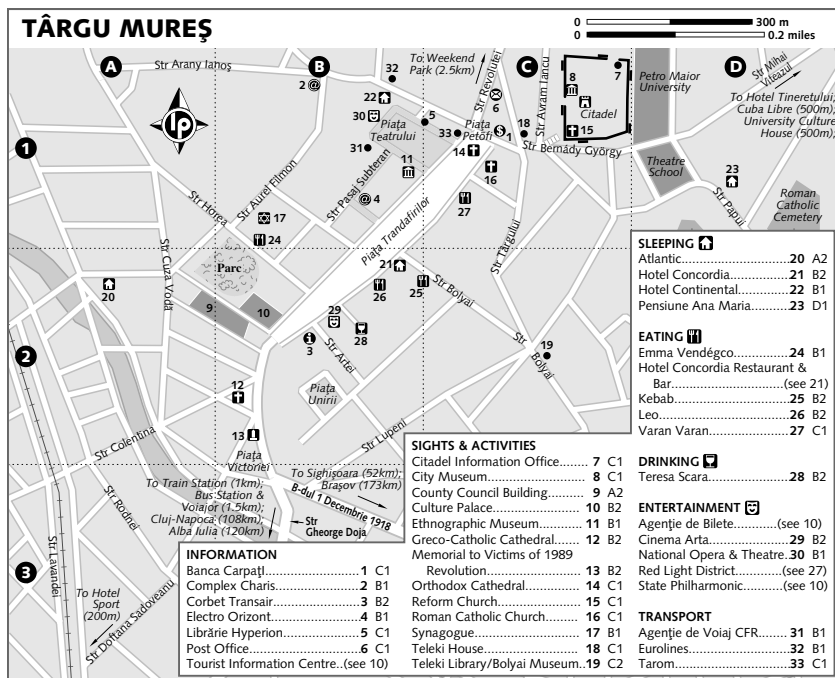 TÂRGU MUREŞ
0 300 m
0 0.2 miles
A
B
C
D
1
2
3
lp
Str Arany Ianoş
2 @
32
To Weekend
Park (2.5km)
Str Revoluţei
Str Avram Iancu
8
7
Citadel
15
Petro Maior
University
Str Mihai
Viteazul
To Hotel Tineretului;
Cuba Libre (500m);
University Culture
House (500m);
22
30
Piaţa
Teatrului
5
6
33
Piaţa
Petőfi
$ 1
18
Str Bernády György
Theatre
School
23
Str Papui
Roman
Catholic
Cemetery
31
11
14
16
Str Pasaj Subteran
@ 4
27
Str Aurel Filmon
Str Horea
17
24
Piaţa Trandafirilor
Str Târgului
Str Cuza Vodă
Parc
20
9
10
21
26
25
Str Bolyai
29
28
i
3
Str Artei
Str
Bolyai
19
12
Piaţa
Unirii
13
Str Lupeni
Str Colentina
Piaţa
Victoriei
To Train Station (1km);
Bus Station &
Voiajor (1.5km);
Cluj-Napoca (108km);
Alba Iulia (120km)
To Sighişoara (52km);
Braşov (173km)
B-dul 1 Decembrie 1918
Str
Gheorge Doja
Str Rodnei
Str Lavandei
To Hotel
Sport
(200m)
Str Doftana Sadoveanu
INFORMATION
Banca Carpaţl 1 C1
Complex Charis 2 B1
Corbet Transair 3 B2
Electro Orizont 4 B1
Librărie Hyperion 5 C1
Post Office 6 C1
Tourist Information Centre..(see 10)
SIGHTS & ACTIVITIES
Citadel Information Office 7 C1
City Museum 8 C1
County Council Building 9 A2
Culture Palace 10 B2
Ethnographic Museum 11 B1
Greco-Catholic Cathedral 12 B2
Memorial to Victims of 1989
Revolution 13 B2
Orthodox Cathedral 14 C1
Reform Church 15 C1
Roman Catholic Church 16 C1
Synagogue 17 B1
Teleki House 18 C1
Teleki Library/Bolyai Museum..19 C2
SLEEPING
Atlantic 20 A2
Hotel Concordia 21 B2
Hotel Continental 22 B1
Pensiune Ana Maria 23 D1
EATING
Emma Vendégco 24 B1
Hotel Concordia Restaurant &
Bar (see 21)
Kebab 25 B2
Leo 26 B2
Varan Varan 27 C1
DRINKING
Teresa Scara 28 B2
ENTERTAINMENT
Agenţie de Bilete (see 10)
Cinema Arta 29 B2
National Opera & Theatre 30 B1
Red Light District (see 27)
State Philharmonic (see 10)
TRANSPORT
Agenţie de Voiaj CFR 31 B1
Eurolines 32 B1
Tarom 33 C1